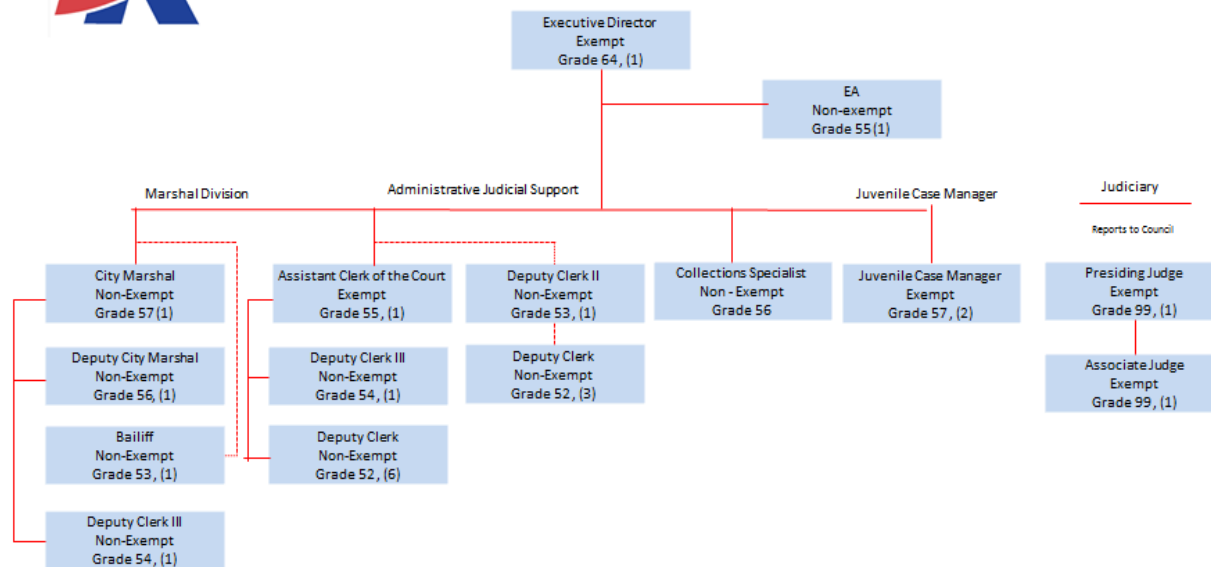 Executive Director
Exempt
Grade 64, (1)
EA
Non-exempt
Grade 55 (1)
Marshal Division
Administrative Judicial Support
Juvenile Case Manager
Judiciary
Reports to Council
City Marshal
Non-Exempt
Grade 57 (1)
Assistant Clerk of the Court
Exempt
Grade 55, (1)
Deputy Clerk II
Non-Exempt
Grade 53, (1)
Collections Specialist
Non - Exempt
Grade 56
Juvenile Case Manager
Exempt
Grade 57, (2)
Presiding Judge
Exempt
Grade 99, (1)
Deputy City Marshal
Non-Exempt
Grade 56, (1)
Deputy Clerk III
Non-Exempt
Grade 54, (1)
Deputy Clerk
Non-Exempt
Grade 52, (3)
Associate Judge
Exempt
Grade 99, (1)
Bailiff
Non-Exempt
Grade 53, (1)
Deputy Clerk
Non-Exempt
Grade 52, (6)
Deputy Clerk III
Non-Exempt
Grade 54, (1)